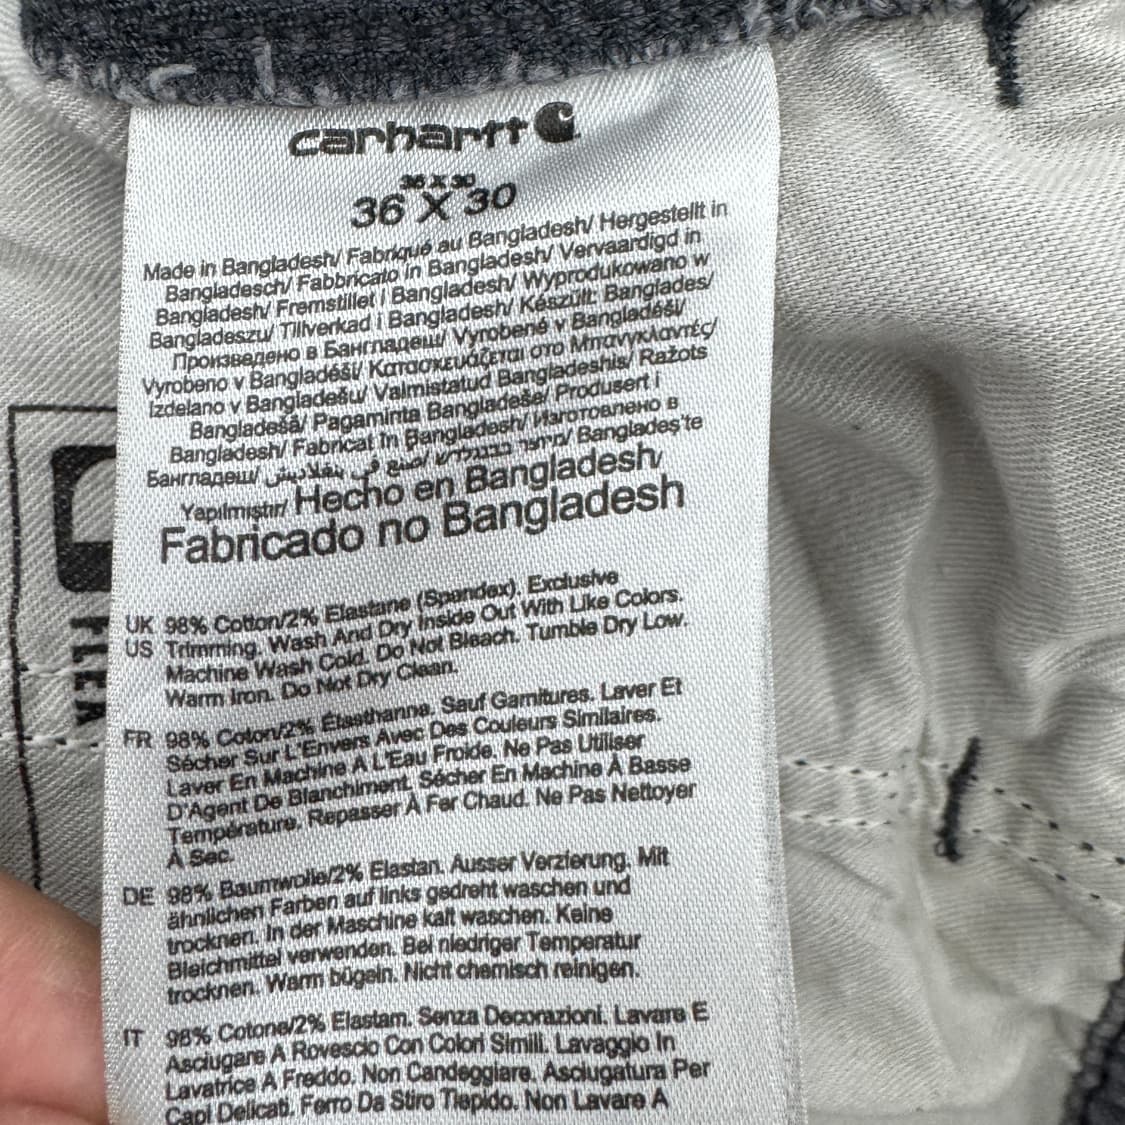 carhartt
36 X 30
36 X 30
Made in Bangladesh/ Fabriqué au Bangladesh/ Hergestellt in
Bangladesch/ Fabbricato in Bangladesh/ Vervaardigd in
Bangladesh/ Fremstillet i Bangladesh/ Wyprodukowano w
Bangladeszu/ Tillverkad i Bangladesh/ Készült: Banglades/
Произведено в Бангладеш/ Vyrobené v Bangladéši/
Vyrobeno v Bangladéši/ Κατασκευάζεται στο Μπανγκλαντές/
Izdelano v Bangladešu/ Valmistatud Bangladeshis/ Ražots
Bangladešā/ Pagaminta Bangladeše/ Produsert i
Bangladesh/ Fabricat în Bangladesh/ Изготовлено в
Бангладеш/ صنع في بنغلاديش/ Bangladeş'te
Yapılmıştır/ Hecho en Bangladesh/
Fabricado no Bangladesh
UK 98% Cotton/2% Elastane (Spandex). Exclusive
US Trimming. Wash And Dry Inside Out With Like Colors.
Machine Wash Cold. Do Not Bleach. Tumble Dry Low.
Warm Iron. Do Not Dry Clean.
FR 98% Coton/2% Élasthanne. Sauf Garnitures. Laver Et
Sécher Sur L'Envers Avec Des Couleurs Similaires.
Laver En Machine A L'Eau Froide. Ne Pas Utiliser
D'Agent De Blanchiment. Sécher En Machine À Basse
Température. Repasser À Fer Chaud. Ne Pas Nettoyer
À Sec.
DE 98% Baumwolle/2% Elastan. Ausser Verzierung. Mit
ähnlichen Farben auf links gedreht waschen und
trocknen. In der Maschine kalt waschen. Keine
Bleichmittel verwenden. Bei niedriger Temperatur
trocknen. Warm bügeln. Nicht chemisch reinigen.
IT 98% Cotone/2% Elastam. Senza Decorazioni. Lavare E
Asciugare A Rovescio Con Colori Simili. Lavaggio In
Lavatrice A Freddo. Non Candeggiare. Asciugatura Per
Capi Delicati. Ferro Da Stiro Tiepido. Non Lavare A